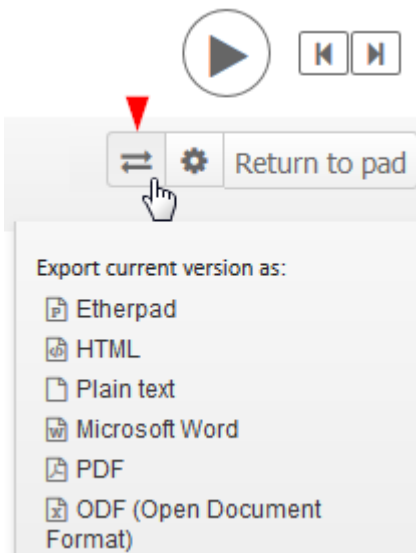 Return to pad
Export current version as:
Etherpad
HTML
Plain text
Microsoft Word
PDF
ODF (Open Document
Format)